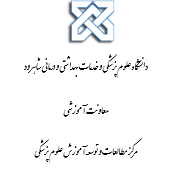 دانشگاه علوم پزشکی و خدمات بهداشتی و درمانی شاهرود
معاونت آموزشی
مرکز مطالعات و توسعه آموزش علوم پزشکی